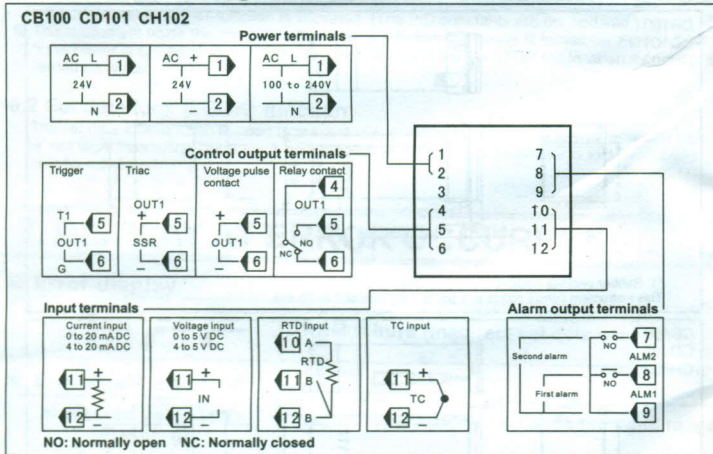 CB100 CD101 CH102
Power terminals
AC L 1
24V
N 2
AC + 1
24V
– 2
AC L 1
100 to 240V
N 2
Control output terminals
Trigger
T1 5
OUT1
G 6
Triac
OUT1
+ 5
SSR
– 6
Voltage pulse
contact
+ 5
OUT1
– 6
Relay contact
4
OUT1
5
NO
NC
6
1 7
2 8
3 9
4 10
5 11
6 12
Input terminals
Current input
0 to 20 mA DC
4 to 20 mA DC
11 +
12 –
Voltage input
0 to 5 V DC
4 to 5 V DC
11 +
IN
12 –
RTD input
10 A
RTD
11 B
12 B
TC input
11 +
TC
12 –
Alarm output terminals
Second alarm
NO
7
ALM2
First alarm
NO
8
ALM1
9
NO: Normally open NC: Normally closed